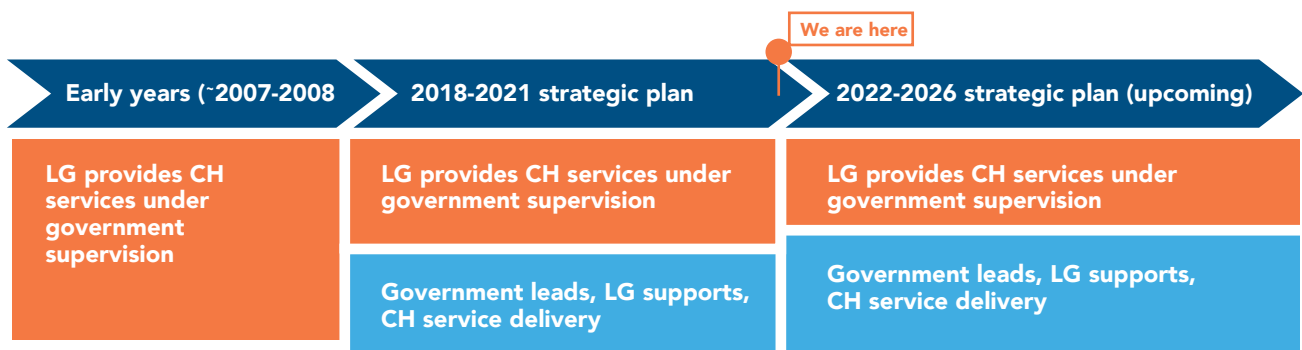 We are here
Early years (~2007-2008
2018-2021 strategic plan
2022-2026 strategic plan (upcoming)
LG provides CH
services under
government
supervision
LG provides CH services under
government supervision
Government leads, LG supports,
CH service delivery
LG provides CH services under
government supervision
Government leads, LG supports,
CH service delivery